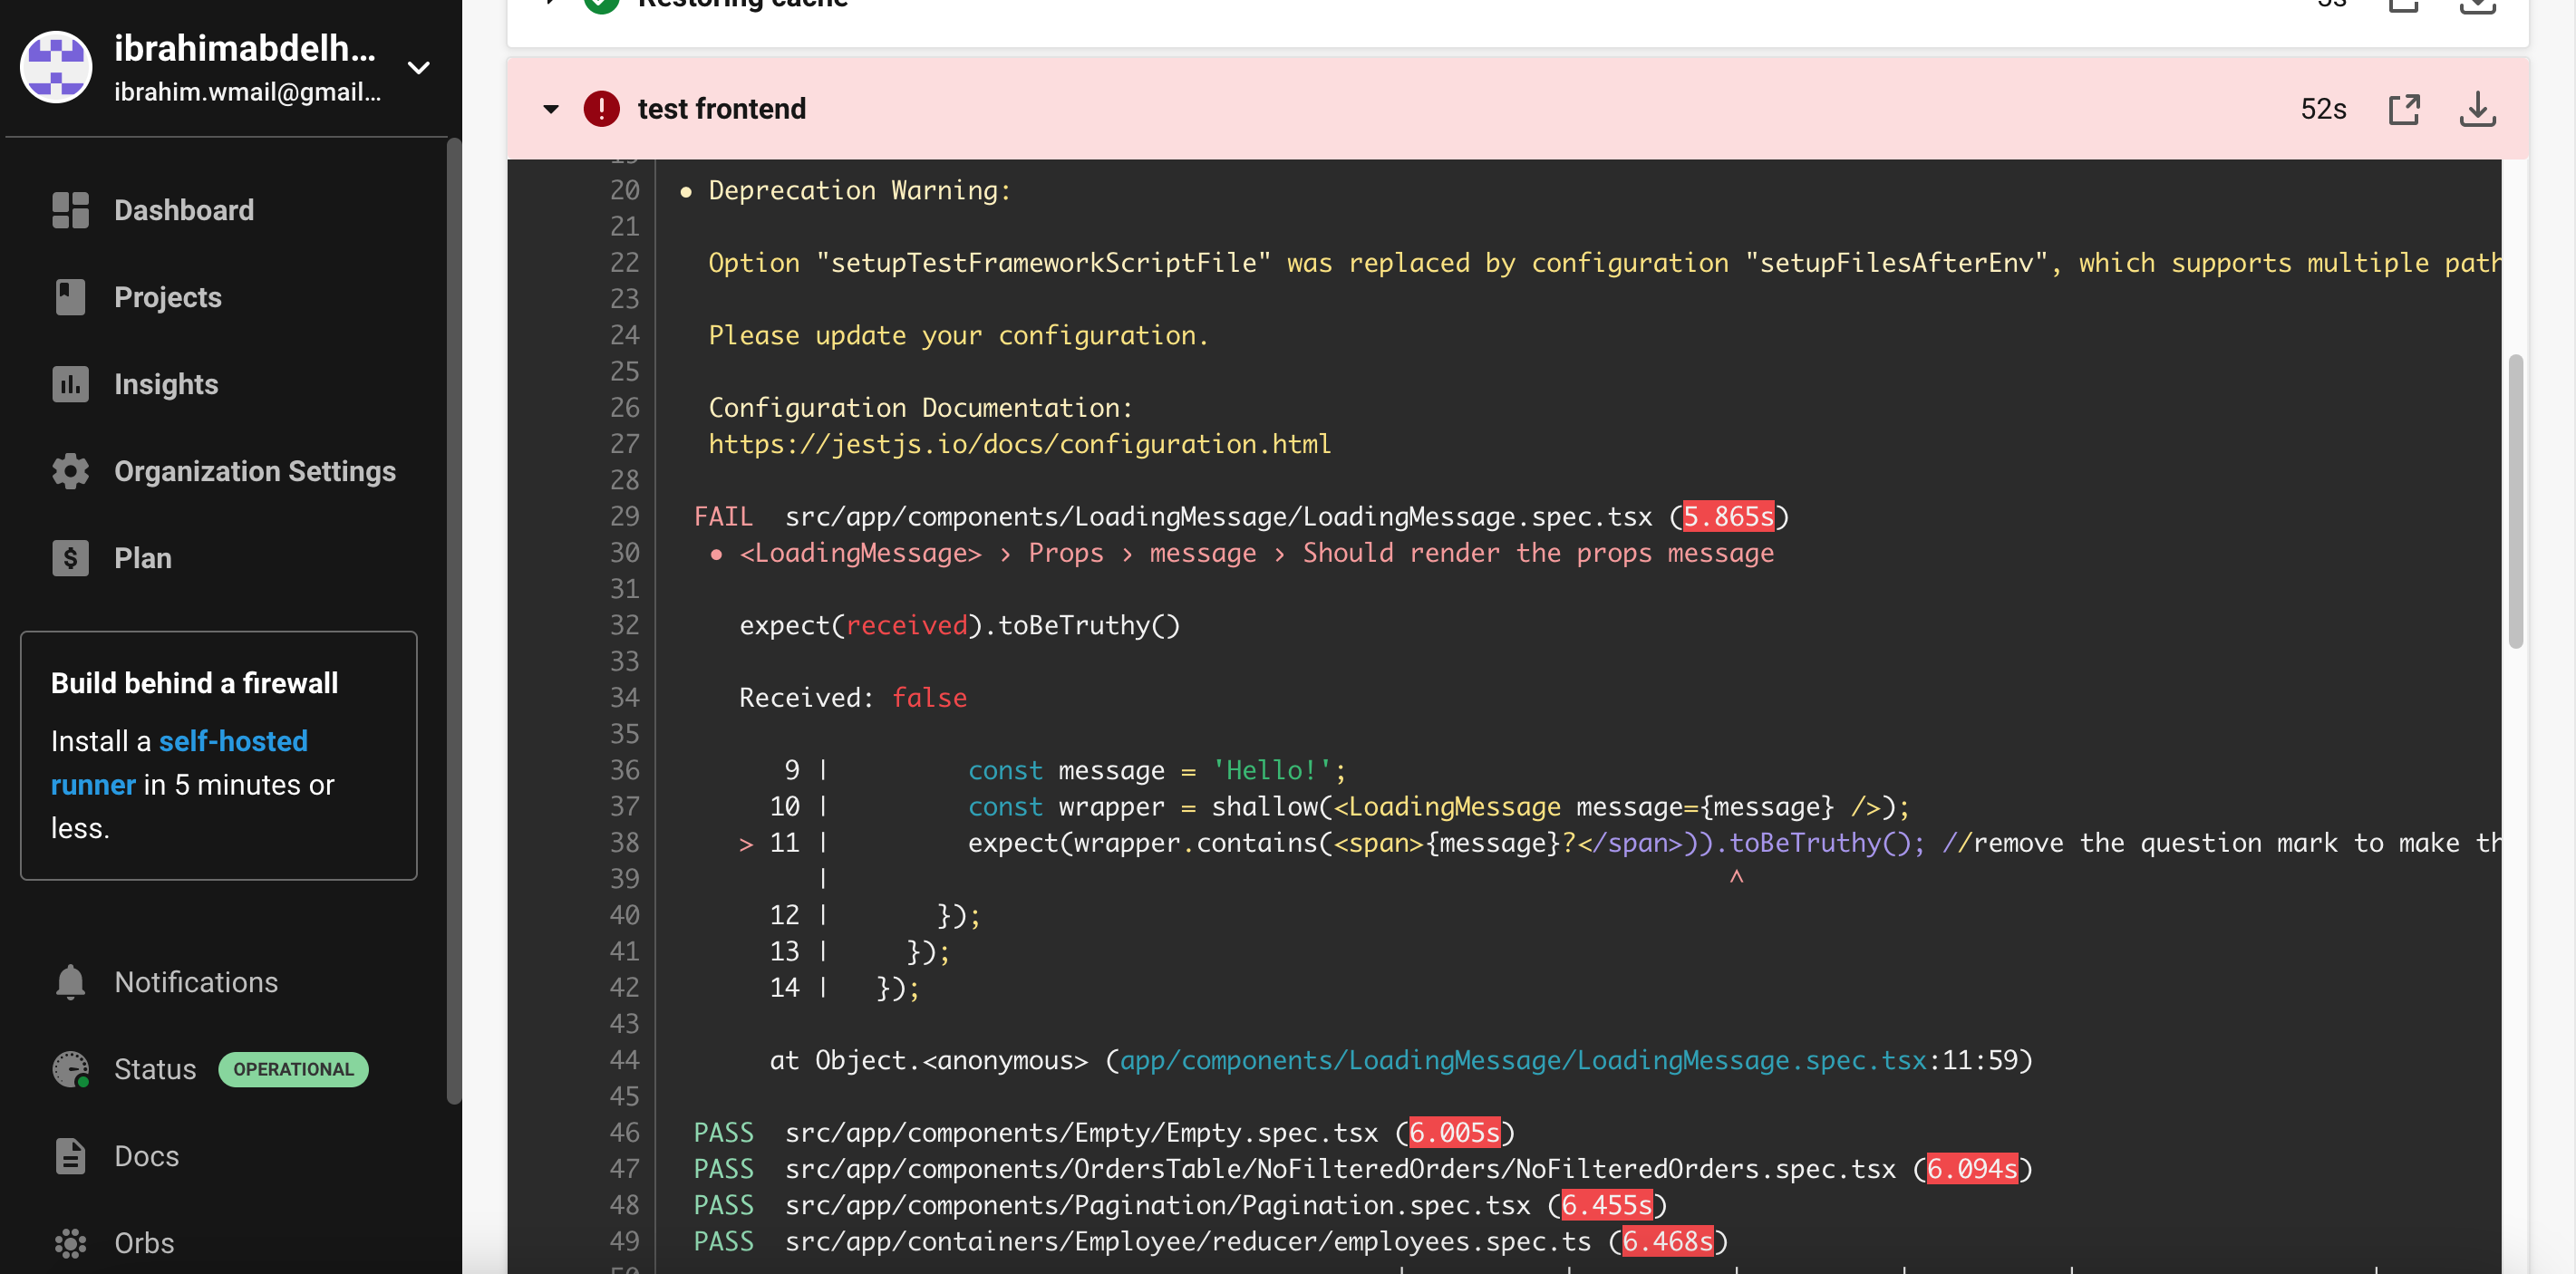 ibrahimabdelh...
ibrahim.wmail@gmail...
Dashboard
Projects
Insights
Organization Settings
Plan
Build behind a firewall
Install a self-hosted
runner in 5 minutes or
less.
Notifications
Status OPERATIONAL
Docs
Orbs
Restoring cache
test frontend 52s
20 ● Deprecation Warning:
21
22 Option "setupTestFrameworkScriptFile" was replaced by configuration "setupFilesAfterEnv", which supports multiple path
23
24 Please update your configuration.
25
26 Configuration Documentation:
27 https://jestjs.io/docs/configuration.html
28
29 FAIL src/app/components/LoadingMessage/LoadingMessage.spec.tsx (5.865s)
30 ● <LoadingMessage> › Props › message › Should render the props message
31
32 expect(received).toBeTruthy()
33
34 Received: false
35
36 9 | const message = 'Hello!';
37 10 | const wrapper = shallow(<LoadingMessage message={message} />);
38 > 11 | expect(wrapper.contains(<span>{message}?</span>)).toBeTruthy(); //remove the question mark to make th
39 | ^
40 12 | });
41 13 | });
42 14 | });
43
44 at Object.<anonymous> (app/components/LoadingMessage/LoadingMessage.spec.tsx:11:59)
45
46 PASS src/app/components/Empty/Empty.spec.tsx (6.005s)
47 PASS src/app/components/OrdersTable/NoFilteredOrders/NoFilteredOrders.spec.tsx (6.094s)
48 PASS src/app/components/Pagination/Pagination.spec.tsx (6.455s)
49 PASS src/app/containers/Employee/reducer/employees.spec.ts (6.468s)